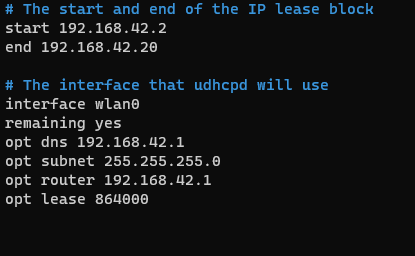 # The start and end of the IP lease block
start 192.168.42.2
end 192.168.42.20
# The interface that udhcpd will use
interface wlan0
remaining yes
opt dns 192.168.42.1
opt subnet 255.255.255.0
opt router 192.168.42.1
opt lease 864000